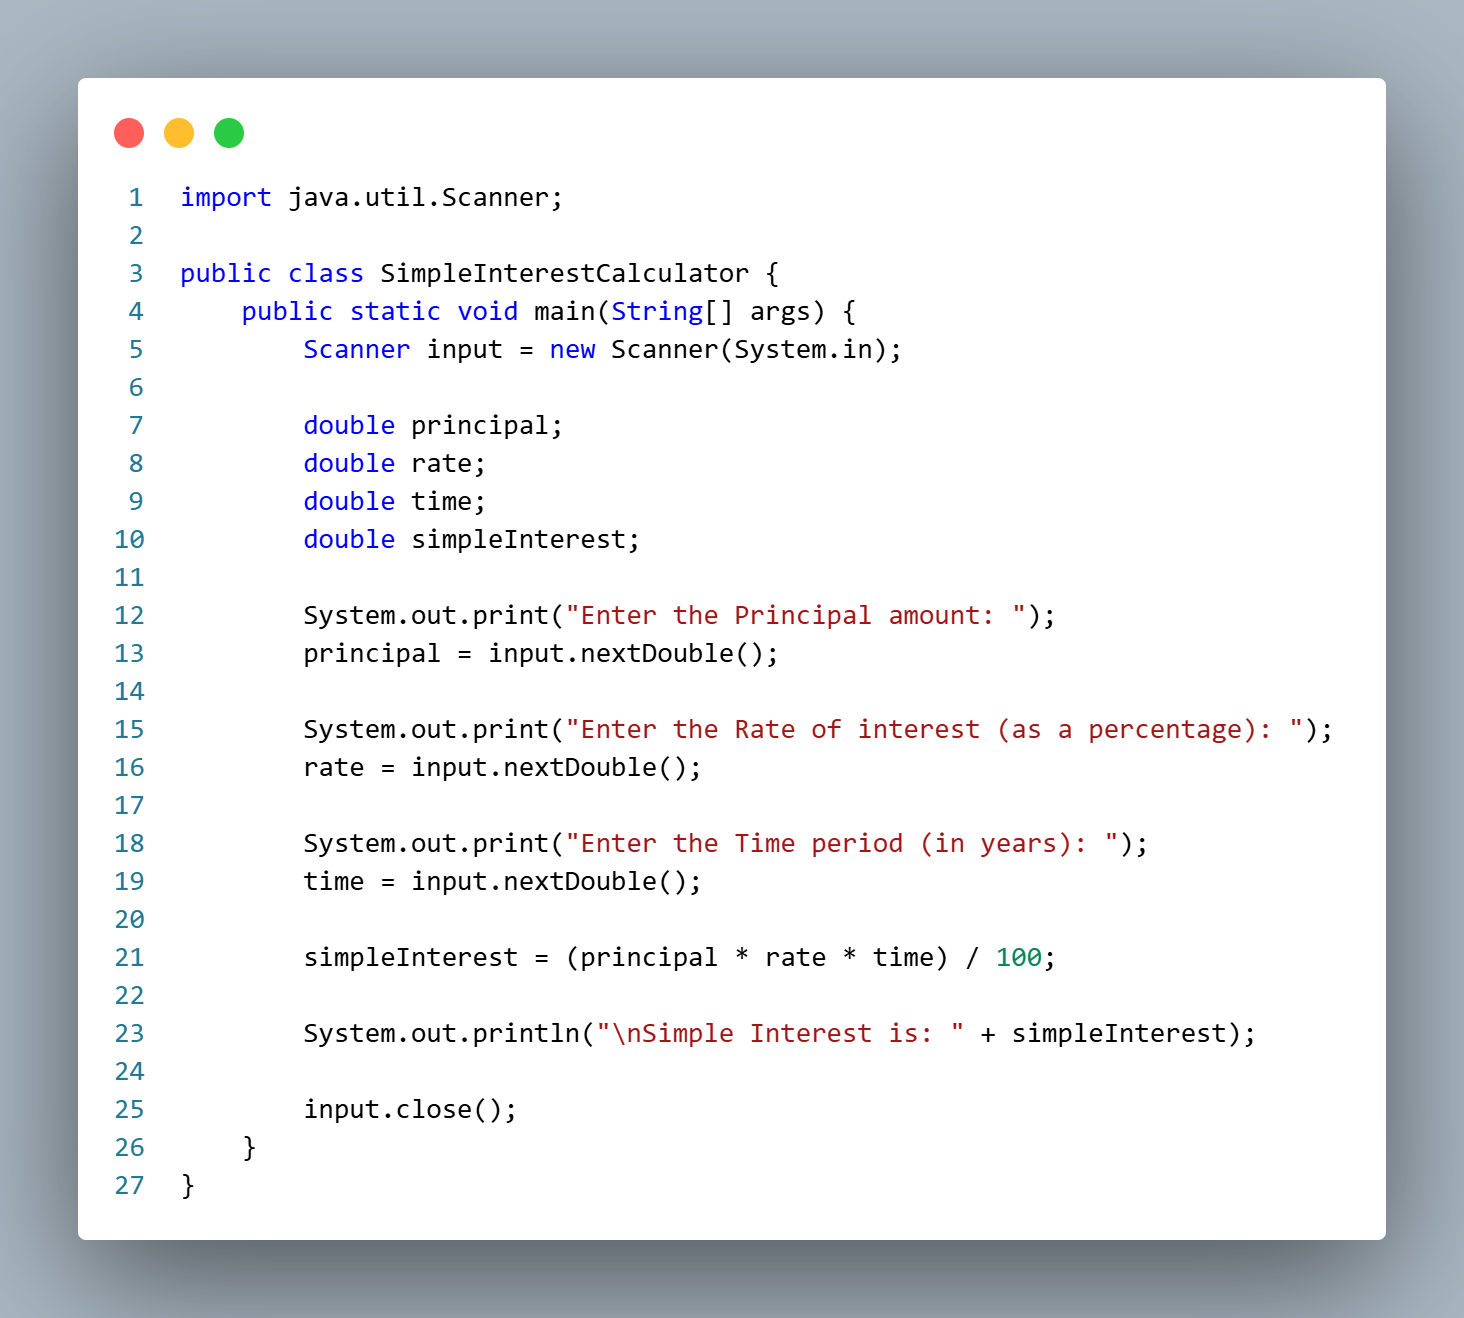 1 import java.util.Scanner;
2
3 public class SimpleInterestCalculator {
4     public static void main(String[] args) {
5         Scanner input = new Scanner(System.in);
6
7         double principal;
8         double rate;
9         double time;
10         double simpleInterest;
11
12         System.out.print("Enter the Principal amount: ");
13         principal = input.nextDouble();
14
15         System.out.print("Enter the Rate of interest (as a percentage): ");
16         rate = input.nextDouble();
17
18         System.out.print("Enter the Time period (in years): ");
19         time = input.nextDouble();
20
21         simpleInterest = (principal * rate * time) / 100;
22
23         System.out.println("\nSimple Interest is: " + simpleInterest);
24
25         input.close();
26     }
27 }